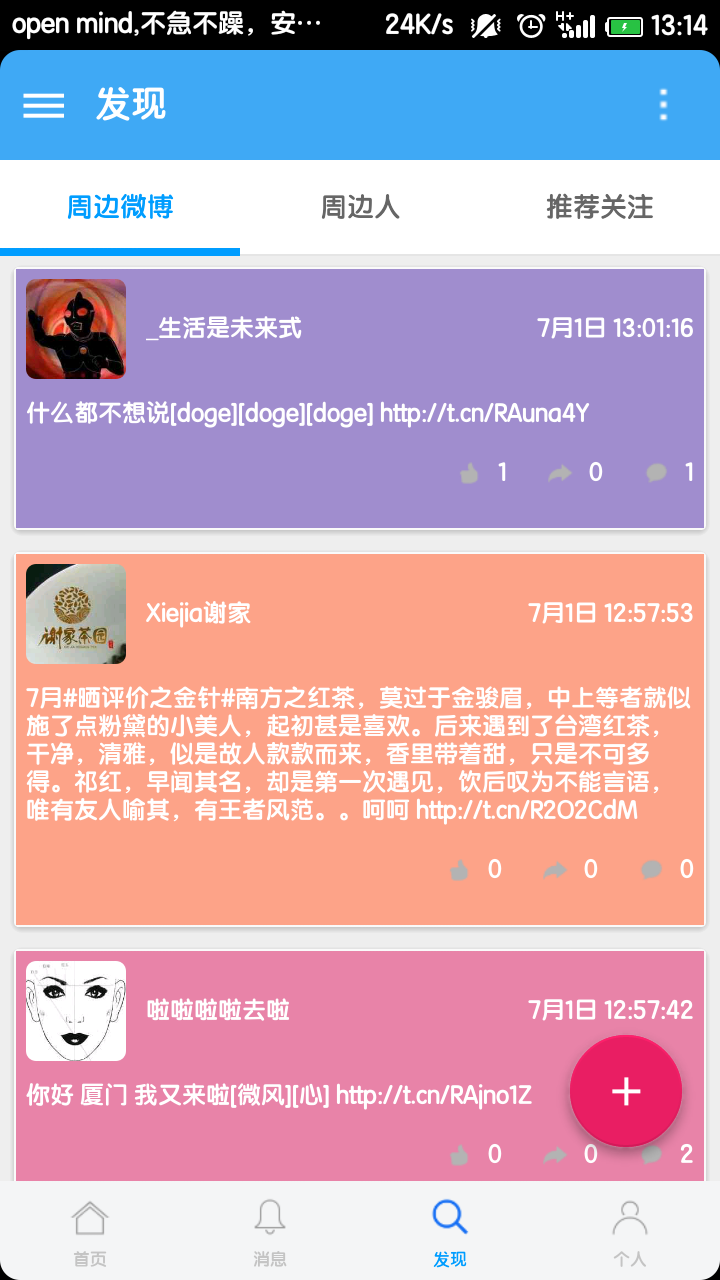 open mind,不急不躁，安… 24K/s H+ 13:14
发现
周边微博 周边人 推荐关注
_生活是未来式 7月1日 13:01:16
什么都不想说[doge][doge][doge] http://t.cn/RAuna4Y
1 0 1
谢家茶园
Xiejia谢家 7月1日 12:57:53
7月#晒评价之金针#南方之红茶，莫过于金骏眉，中上等者就似
施了点粉黛的小美人，起初甚是喜欢。后来遇到了台湾红茶，
干净，清雅，似是故人款款而来，香里带着甜，只是不可多
得。祁红，早闻其名，却是第一次遇见，饮后叹为不能言语，
唯有友人喻其，有王者风范。。呵呵 http://t.cn/R2O2CdM
0 0 0
啦啦啦啦去啦 7月1日 12:57:42
你好 厦门 我又来啦[微风][心] http://t.cn/RAjno1Z
0 0 2
首页 消息 发现 个人